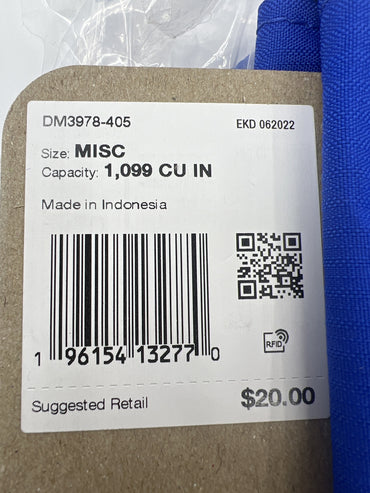 DM3978-405 EKD 062022
Size: MISC
Capacity: 1,099 CU IN
Made in Indonesia
RFID
1 96154 13277 0
Suggested Retail $20.00